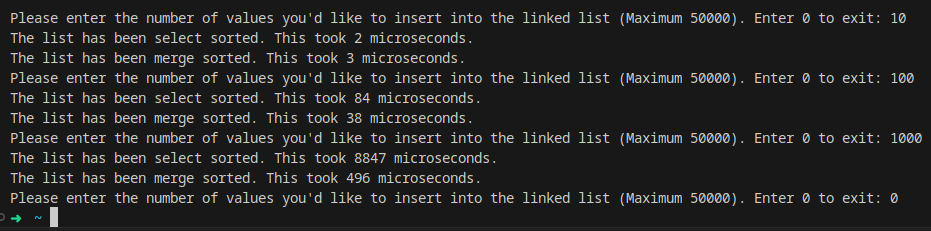 Please enter the number of values you'd like to insert into the linked list (Maximum 50000). Enter 0 to exit: 10
The list has been select sorted. This took 2 microseconds.
The list has been merge sorted. This took 3 microseconds.
Please enter the number of values you'd like to insert into the linked list (Maximum 50000). Enter 0 to exit: 100
The list has been select sorted. This took 84 microseconds.
The list has been merge sorted. This took 38 microseconds.
Please enter the number of values you'd like to insert into the linked list (Maximum 50000). Enter 0 to exit: 1000
The list has been select sorted. This took 8847 microseconds.
The list has been merge sorted. This took 496 microseconds.
Please enter the number of values you'd like to insert into the linked list (Maximum 50000). Enter 0 to exit: 0
➜ ~